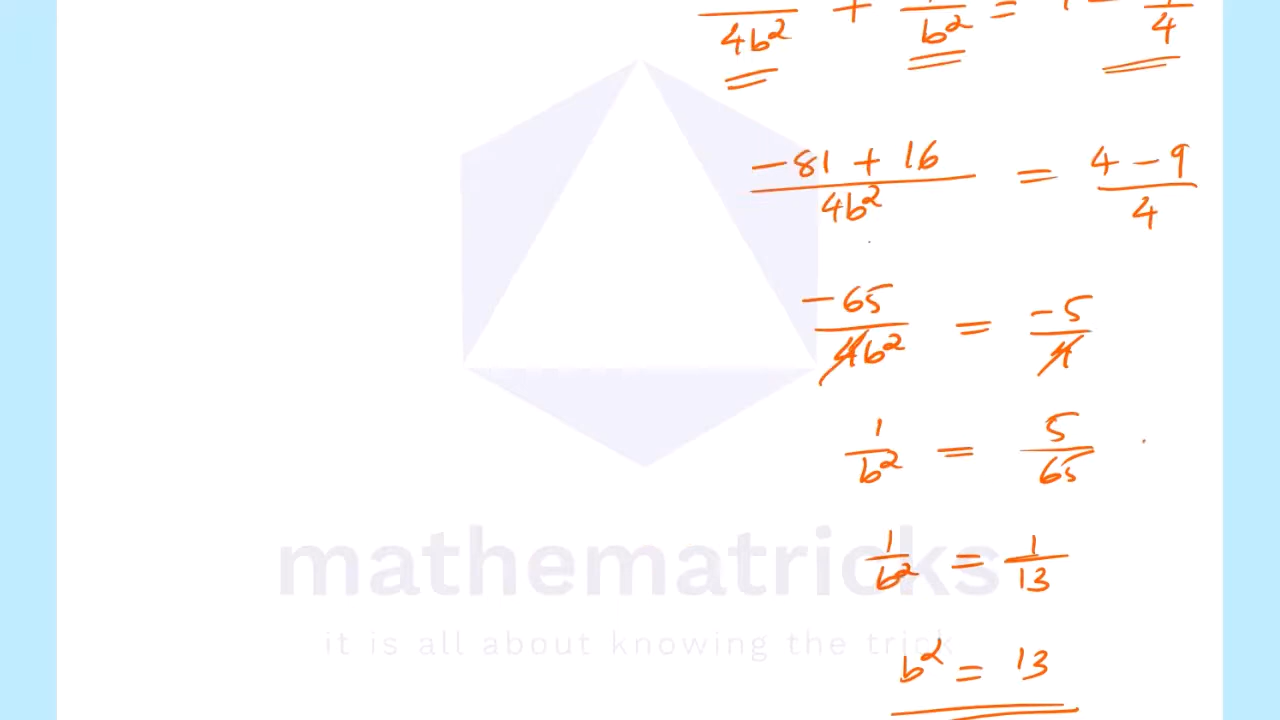 4b² + b² = 4
-81 + 16 / 4b² = 4 - 9 / 4
-65 / 4b² = -5 / 4
1 / b² = 5 / 65
1 / b² = 1 / 13
mathematricks
it is all about knowing the trick
b² = 13